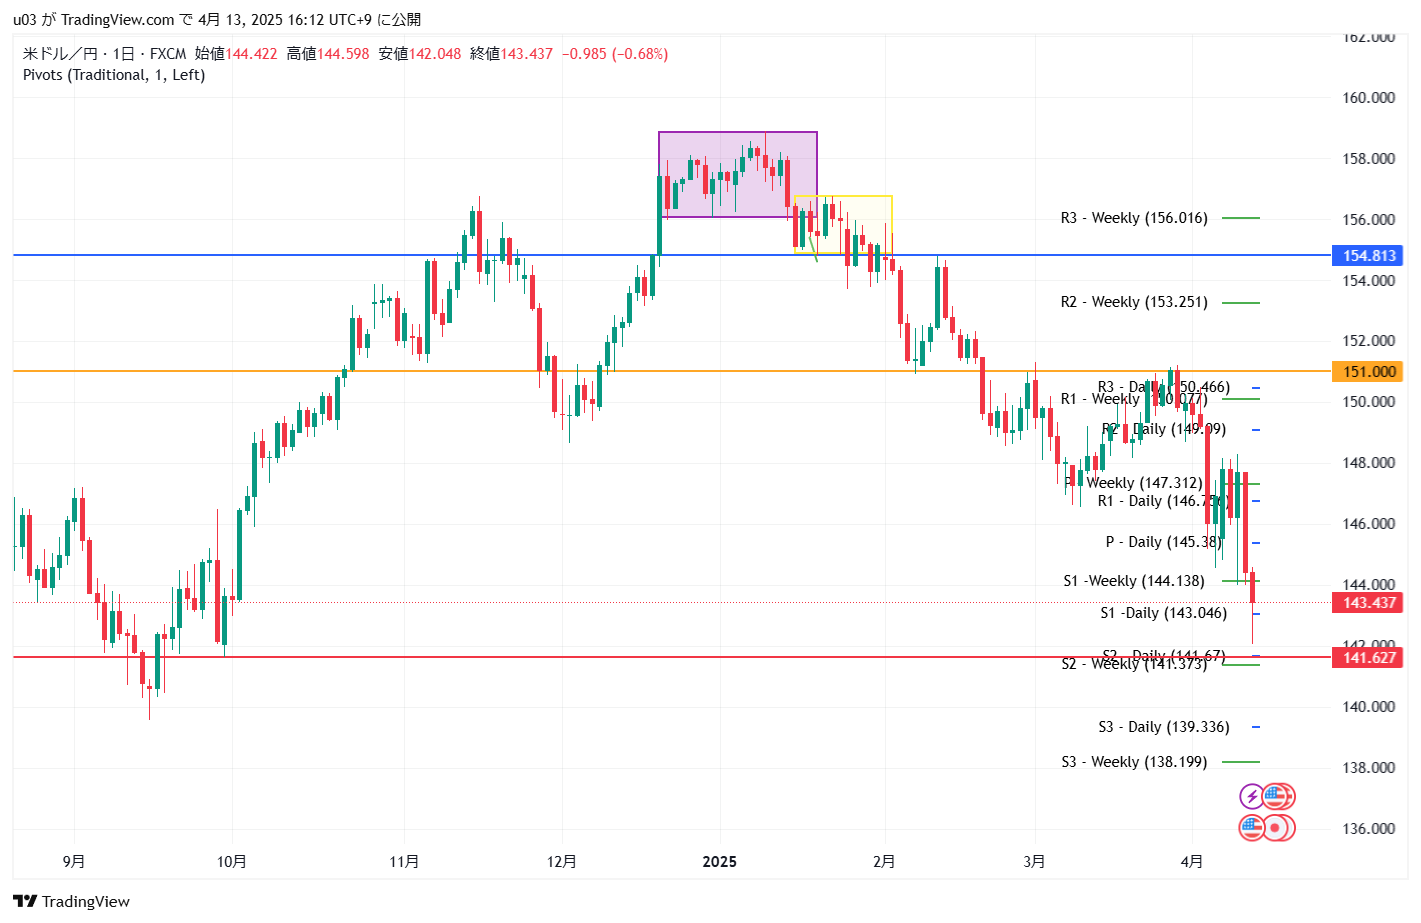 u03 が TradingView.com で 4月 13, 2025 16:12 UTC+9 に公開
米ドル／円・1日・FXCM 始値144.422 高値144.598 安値142.048 終値143.437 −0.985 (−0.68%)
Pivots (Traditional, 1, Left)
162.000
160.000
158.000
156.000
R3 - Weekly (156.016)
154.813
154.000
R2 - Weekly (153.251)
152.000
151.000
R3 - Daily (150.466)
R1 - Weekly (150.077)
150.000
R2 - Daily (149.09)
148.000
P - Weekly (147.312)
R1 - Daily (146.756)
146.000
P - Daily (145.38)
S1 -Weekly (144.138)
144.000
143.437
S1 -Daily (143.046)
142.000
S2 - Daily (141.67)
141.627
S2 - Weekly (141.373)
140.000
S3 - Daily (139.336)
S3 - Weekly (138.199)
138.000
136.000
9月 10月 11月 12月 2025 2月 3月 4月
TradingView